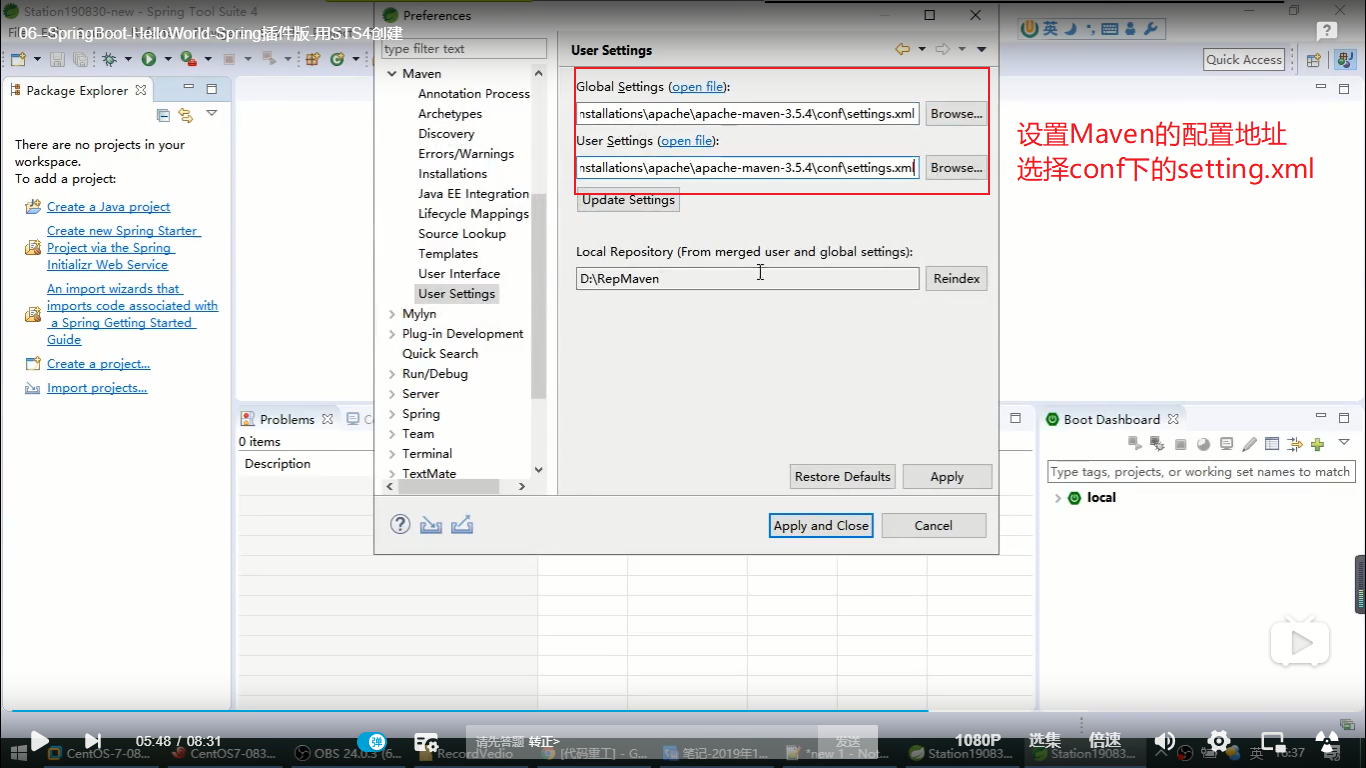 Station190830-new - Spring Tool Suite 4
06--SpringBoot-HelloWorld-Spring插件版-用STS4创建
Preferences
英
Quick Access
Package Explorer
There are no projects in your
workspace.
To add a project:
Create a Java project
Create new Spring Starter
Project via the Spring
Initializr Web Service
An import wizards that
imports code associated with
a Spring Getting Started
Guide
Create a project...
Import projects...
type filter text
Maven
Annotation Process
Archetypes
Discovery
Errors/Warnings
Installations
Java EE Integration
Lifecycle Mappings
Source Lookup
Templates
User Interface
User Settings
Mylyn
Plug-in Development
Quick Search
Run/Debug
Server
Spring
Team
Terminal
TextMate
User Settings
Global Settings (open file):
nstallations\apache\apache-maven-3.5.4\conf\settings.xml
Browse...
User Settings (open file):
nstallations\apache\apache-maven-3.5.4\conf\settings.xml
Browse...
Update Settings
Local Repository (From merged user and global settings):
D:\RepMaven
Reindex
Restore Defaults
Apply
Apply and Close
Cancel
设置Maven的配置地址
选择conf下的setting.xml
Problems
0 items
Description
Boot Dashboard
Type tags, projects, or working set names to match
local
05:48 / 08:31
弹
请先答题 转正>
发送
1080P
选集
倍速
CentOS-7-08...
CentOS7-083...
OBS 24.0.3 (6...
RecordVedio
[代码重工] - G...
笔记-2019年1...
*new 1 - Not...
Station19083...
Station19083...
英
16:37